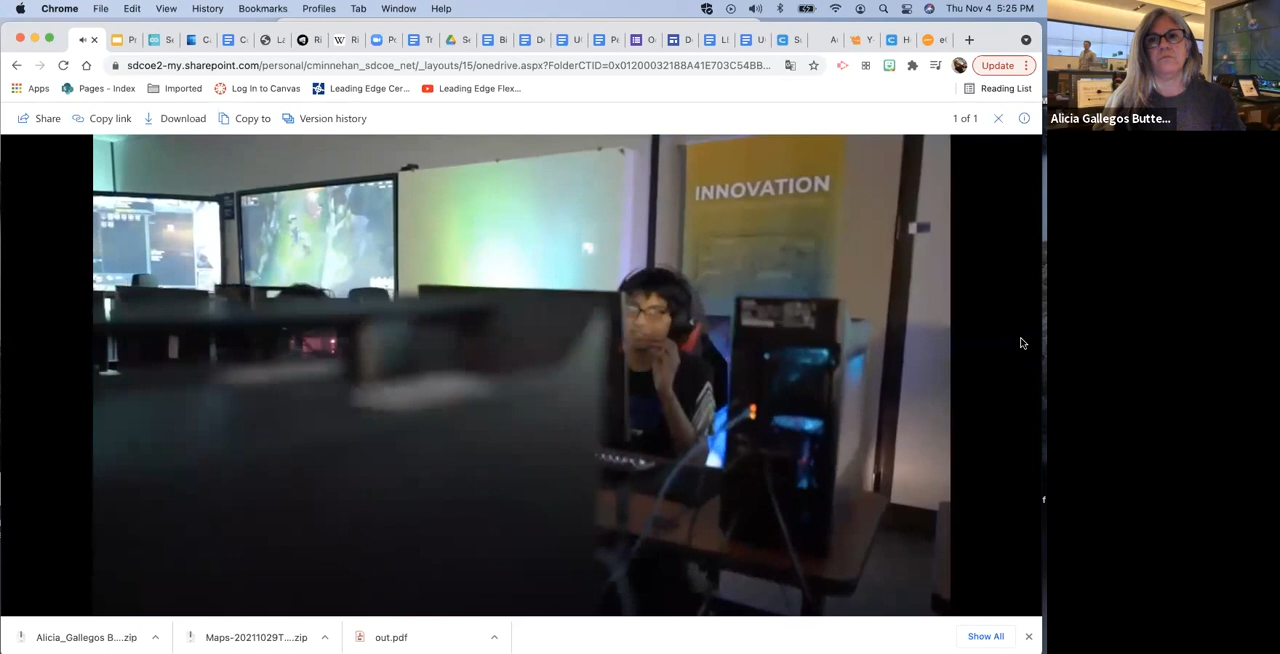 Chrome File Edit View History Bookmarks Profiles Tab Window Help Thu Nov 4 5:25 PM
sdcoe2-my.sharepoint.com/personal/cminnehan_sdcoe_net/_layouts/15/onedrive.aspx?FolderCTID=0x01200032188A41E703C54BB... Update
Apps Pages - Index Imported Log In to Canvas Leading Edge Cer... Leading Edge Flex... Reading List
Share Copy link Download Copy to Version history 1 of 1
Alicia Gallegos Butte...
INNOVATION
Alicia_Gallegos B....zip Maps-20211029T....zip out.pdf Show All